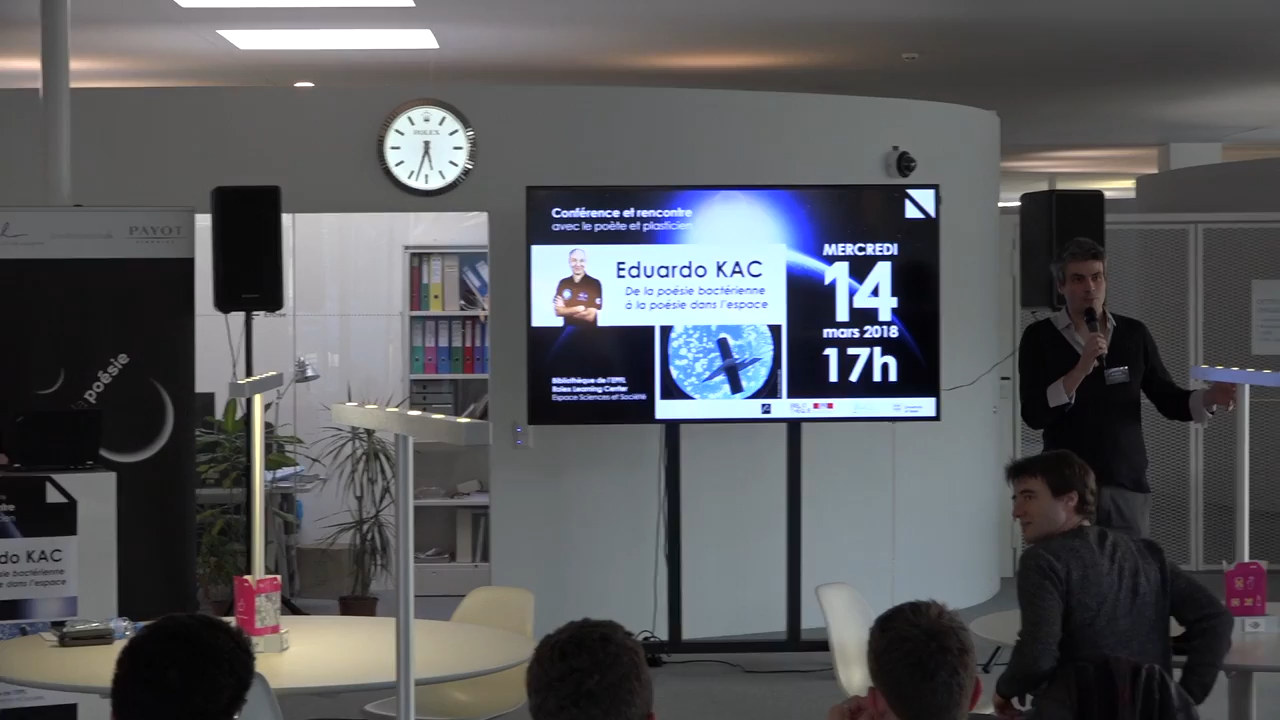 ROLEX
PAYOT
la poésie
Conférence et rencontre
avec le poète et plasticien
Eduardo KAC
De la poésie bactérienne
à la poésie dans l'espace
MERCREDI
14
mars 2018
17h
Bibliothèque de l'EPFL
Rolex Learning Center
Espace Sciences et Société
do KAC
ie bactérienne
e dans l'espace